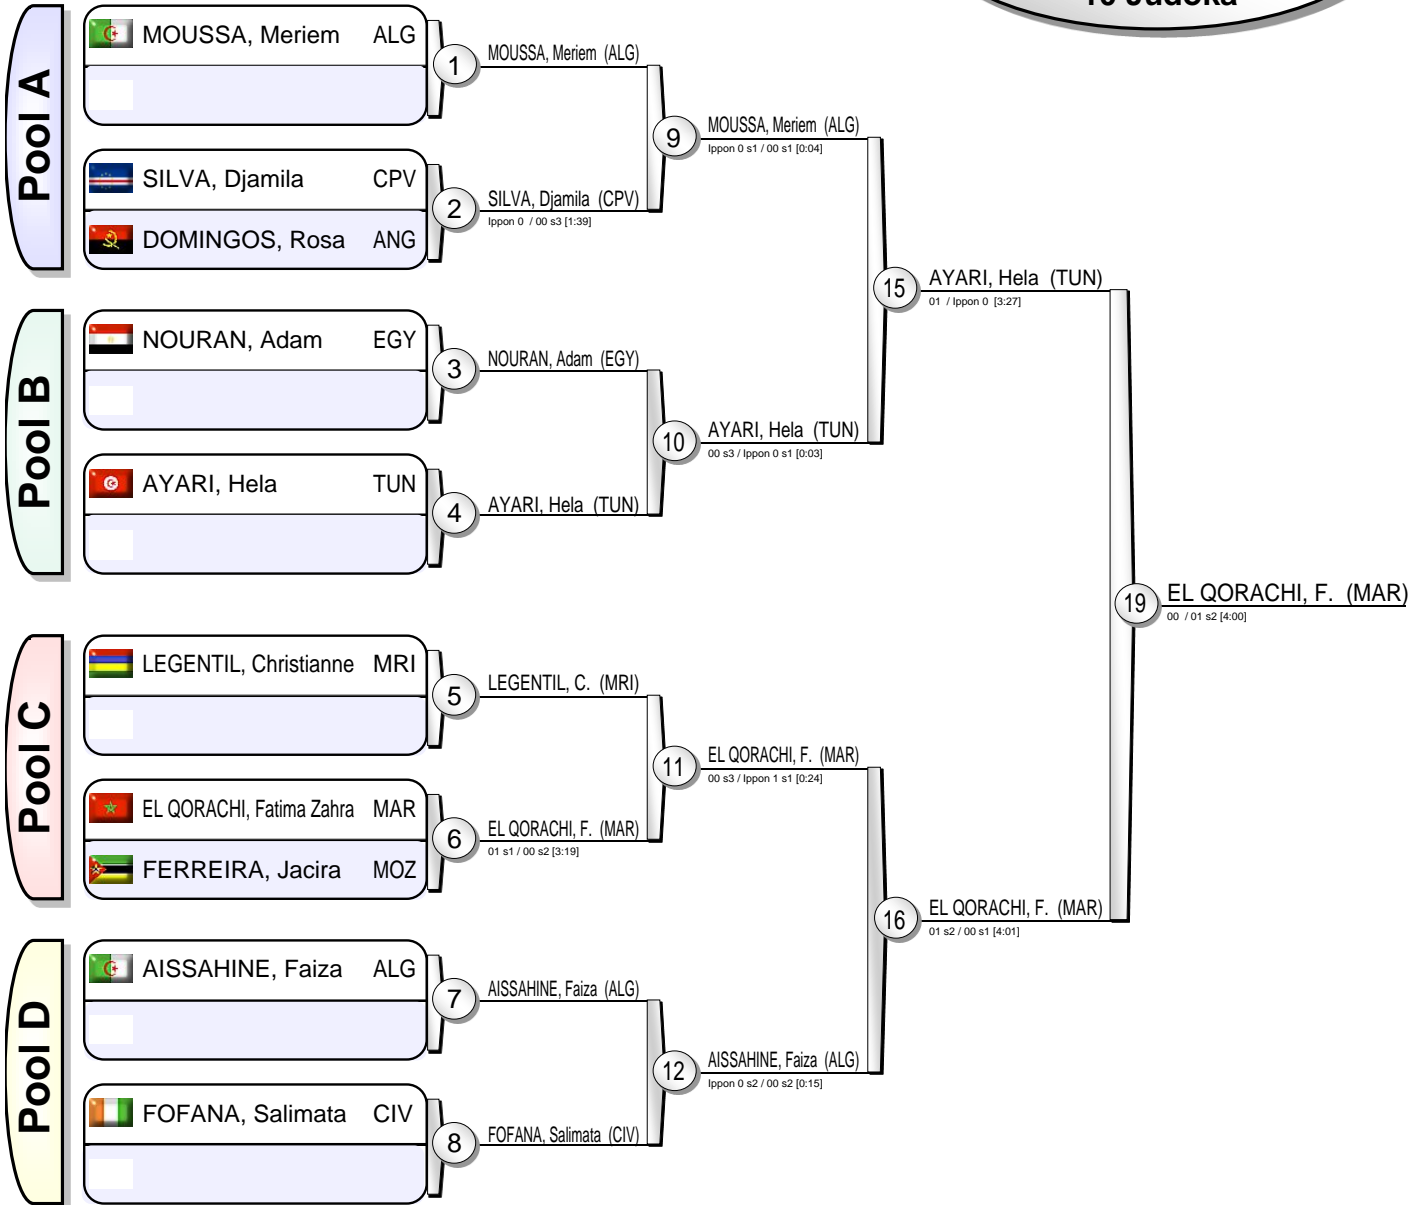 Pool A
MOUSSA, Meriem ALG
SILVA, Djamila CPV
DOMINGOS, Rosa ANG
Pool B
NOURAN, Adam EGY
AYARI, Hela TUN
Pool C
LEGENTIL, Christianne MRI
EL QORACHI, Fatima Zahra MAR
FERREIRA, Jacira MOZ
Pool D
AISSAHINE, Faiza ALG
FOFANA, Salimata CIV
1
MOUSSA, Meriem (ALG)
2
SILVA, Djamila (CPV)
Ippon 0 / 00 s3 [1:39]
3
NOURAN, Adam (EGY)
4
AYARI, Hela (TUN)
5
LEGENTIL, C. (MRI)
6
EL QORACHI, F. (MAR)
01 s1 / 00 s2 [3:19]
7
AISSAHINE, Faiza (ALG)
8
FOFANA, Salimata (CIV)
9
MOUSSA, Meriem (ALG)
Ippon 0 s1 / 00 s1 [0:04]
10
AYARI, Hela (TUN)
00 s3 / Ippon 0 s1 [0:03]
11
EL QORACHI, F. (MAR)
00 s3 / Ippon 1 s1 [0:24]
12
AISSAHINE, Faiza (ALG)
Ippon 0 s2 / 00 s2 [0:15]
15
AYARI, Hela (TUN)
01 / Ippon 0 [3:27]
16
EL QORACHI, F. (MAR)
01 s2 / 00 s1 [4:01]
19
EL QORACHI, F. (MAR)
00 / 01 s2 [4:00]